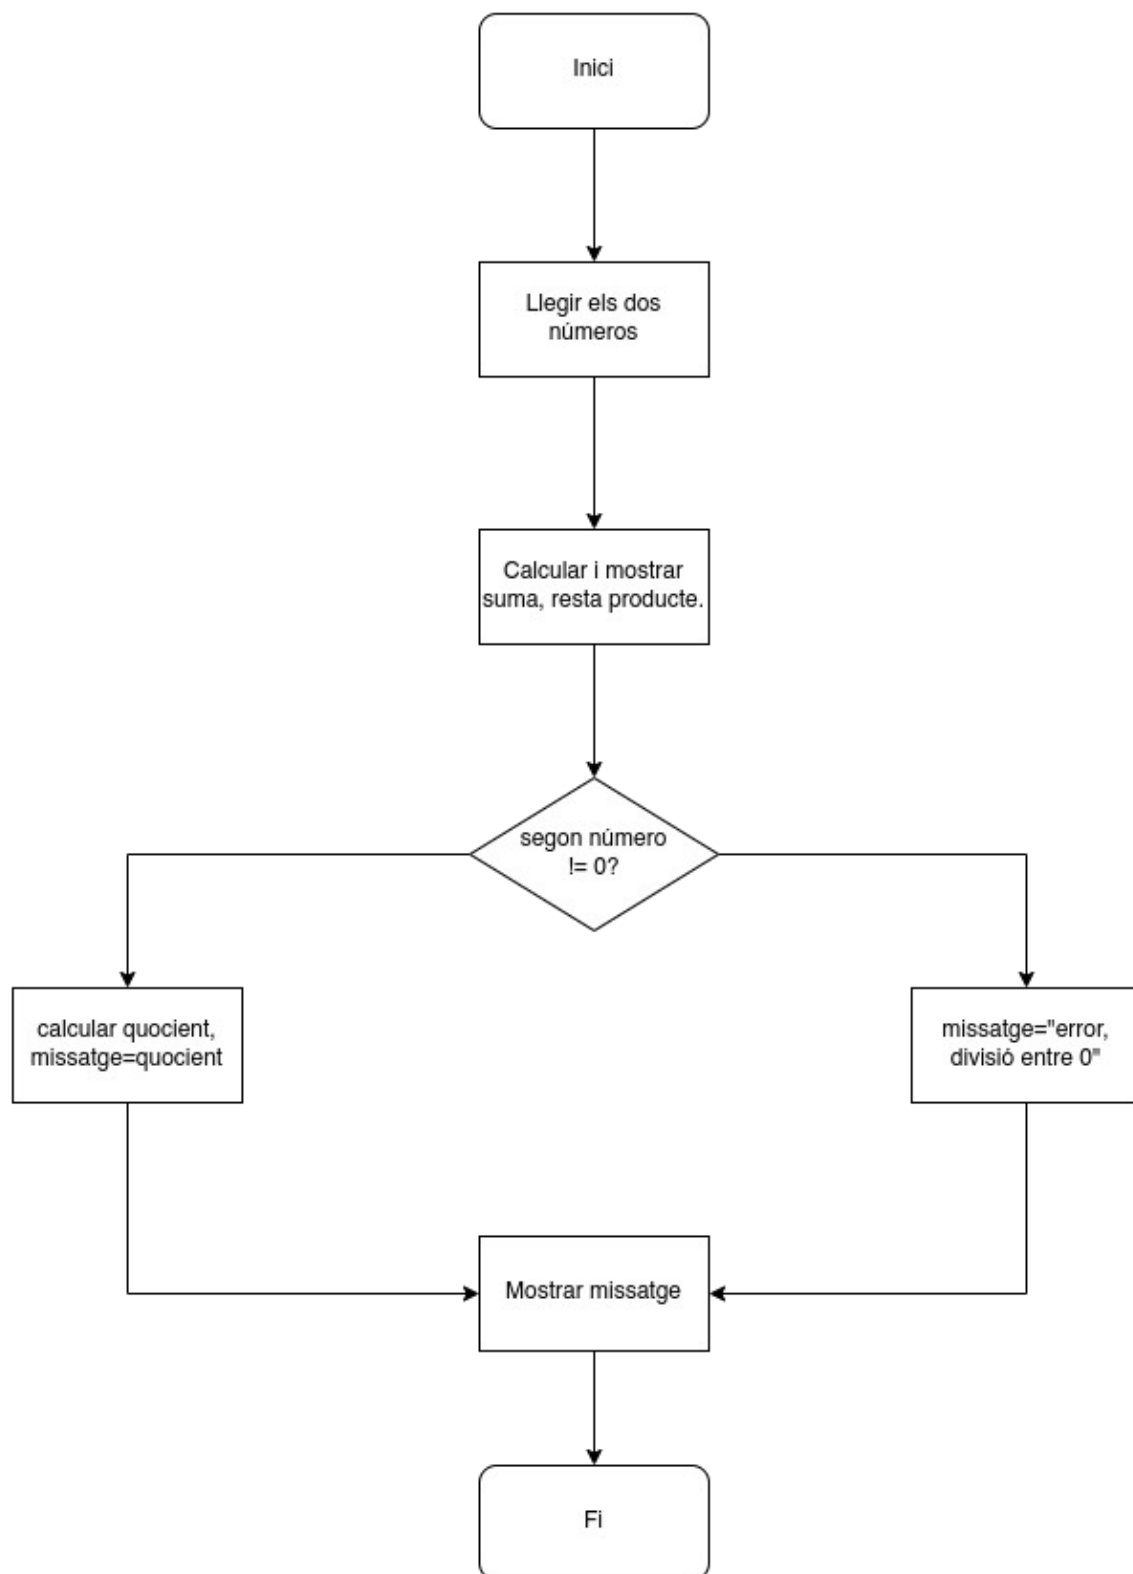 Inici
Llegir els dos
números
Calcular i mostrar
suma, resta producte.
segon número
!= 0?
calcular quocient,
missatge=quocient
missatge="error,
divisió entre 0"
Mostrar missatge
Fi